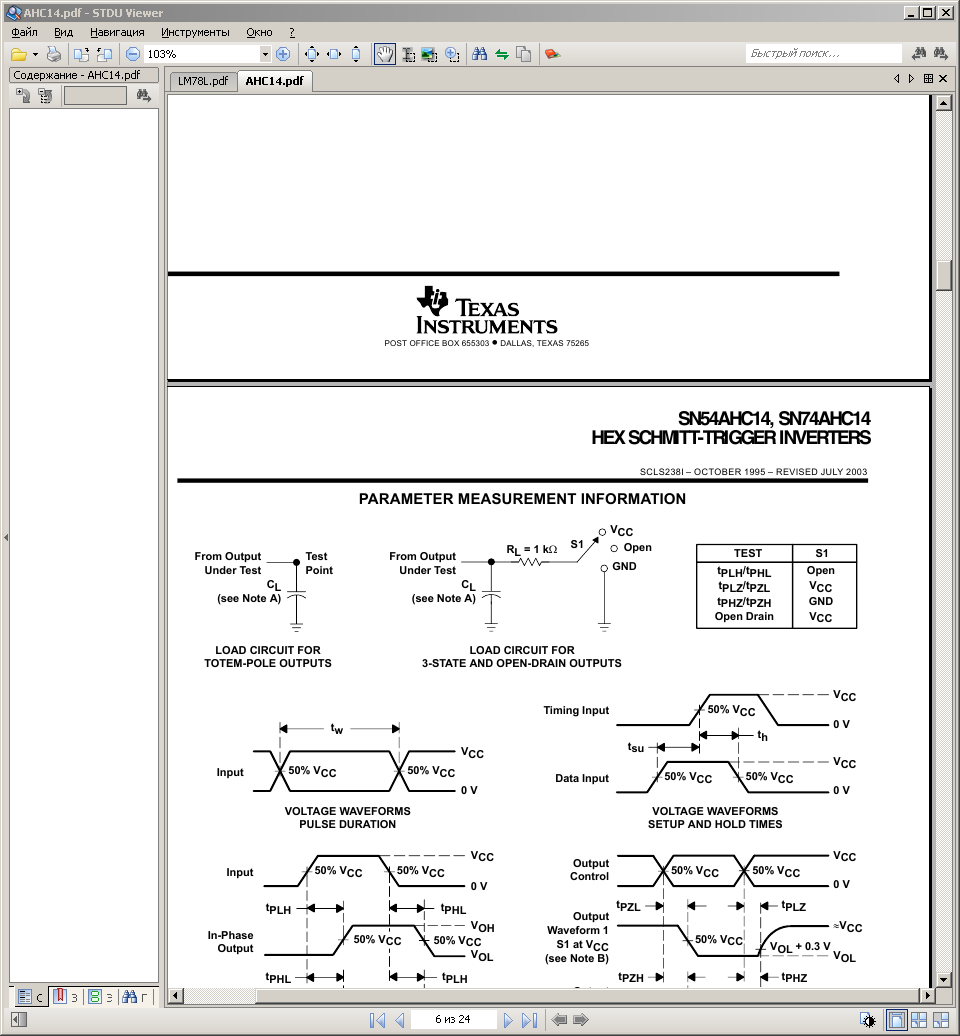 AHC14.pdf - STDU Viewer
Файл Вид Навигация Инструменты Окно ?
103%
Быстрый поиск...
Содержание - AHC14.pdf
LM78L.pdf AHC14.pdf
TEXAS
INSTRUMENTS
POST OFFICE BOX 655303 • DALLAS, TEXAS 75265
SN54AHC14, SN74AHC14
HEX SCHMITT-TRIGGER INVERTERS
SCLS238I – OCTOBER 1995 – REVISED JULY 2003
PARAMETER MEASUREMENT INFORMATION
From Output
Under Test
Test
Point
CL
(see Note A)
LOAD CIRCUIT FOR
TOTEM-POLE OUTPUTS
From Output
Under Test
RL = 1 kΩ
S1
VCC
Open
GND
CL
(see Note A)
LOAD CIRCUIT FOR
3-STATE AND OPEN-DRAIN OUTPUTS
TEST S1
tPLH/tPHL Open
tPLZ/tPZL VCC
tPHZ/tPZH GND
Open Drain VCC
tw
Input
50% VCC
50% VCC
VCC
0 V
VOLTAGE WAVEFORMS
PULSE DURATION
Timing Input
50% VCC
VCC
0 V
tsu
th
Data Input
50% VCC
50% VCC
VCC
0 V
VOLTAGE WAVEFORMS
SETUP AND HOLD TIMES
Input
50% VCC
50% VCC
VCC
0 V
tPLH
tPHL
In-Phase
Output
50% VCC
50% VCC
VOH
VOL
tPHL
tPLH
Output
Control
50% VCC
50% VCC
VCC
0 V
tPZL
tPLZ
Output
Waveform 1
S1 at VCC
(see Note B)
50% VCC
≈VCC
VOL + 0.3 V
VOL
tPZH
tPHZ
С З Э Г
6 из 24